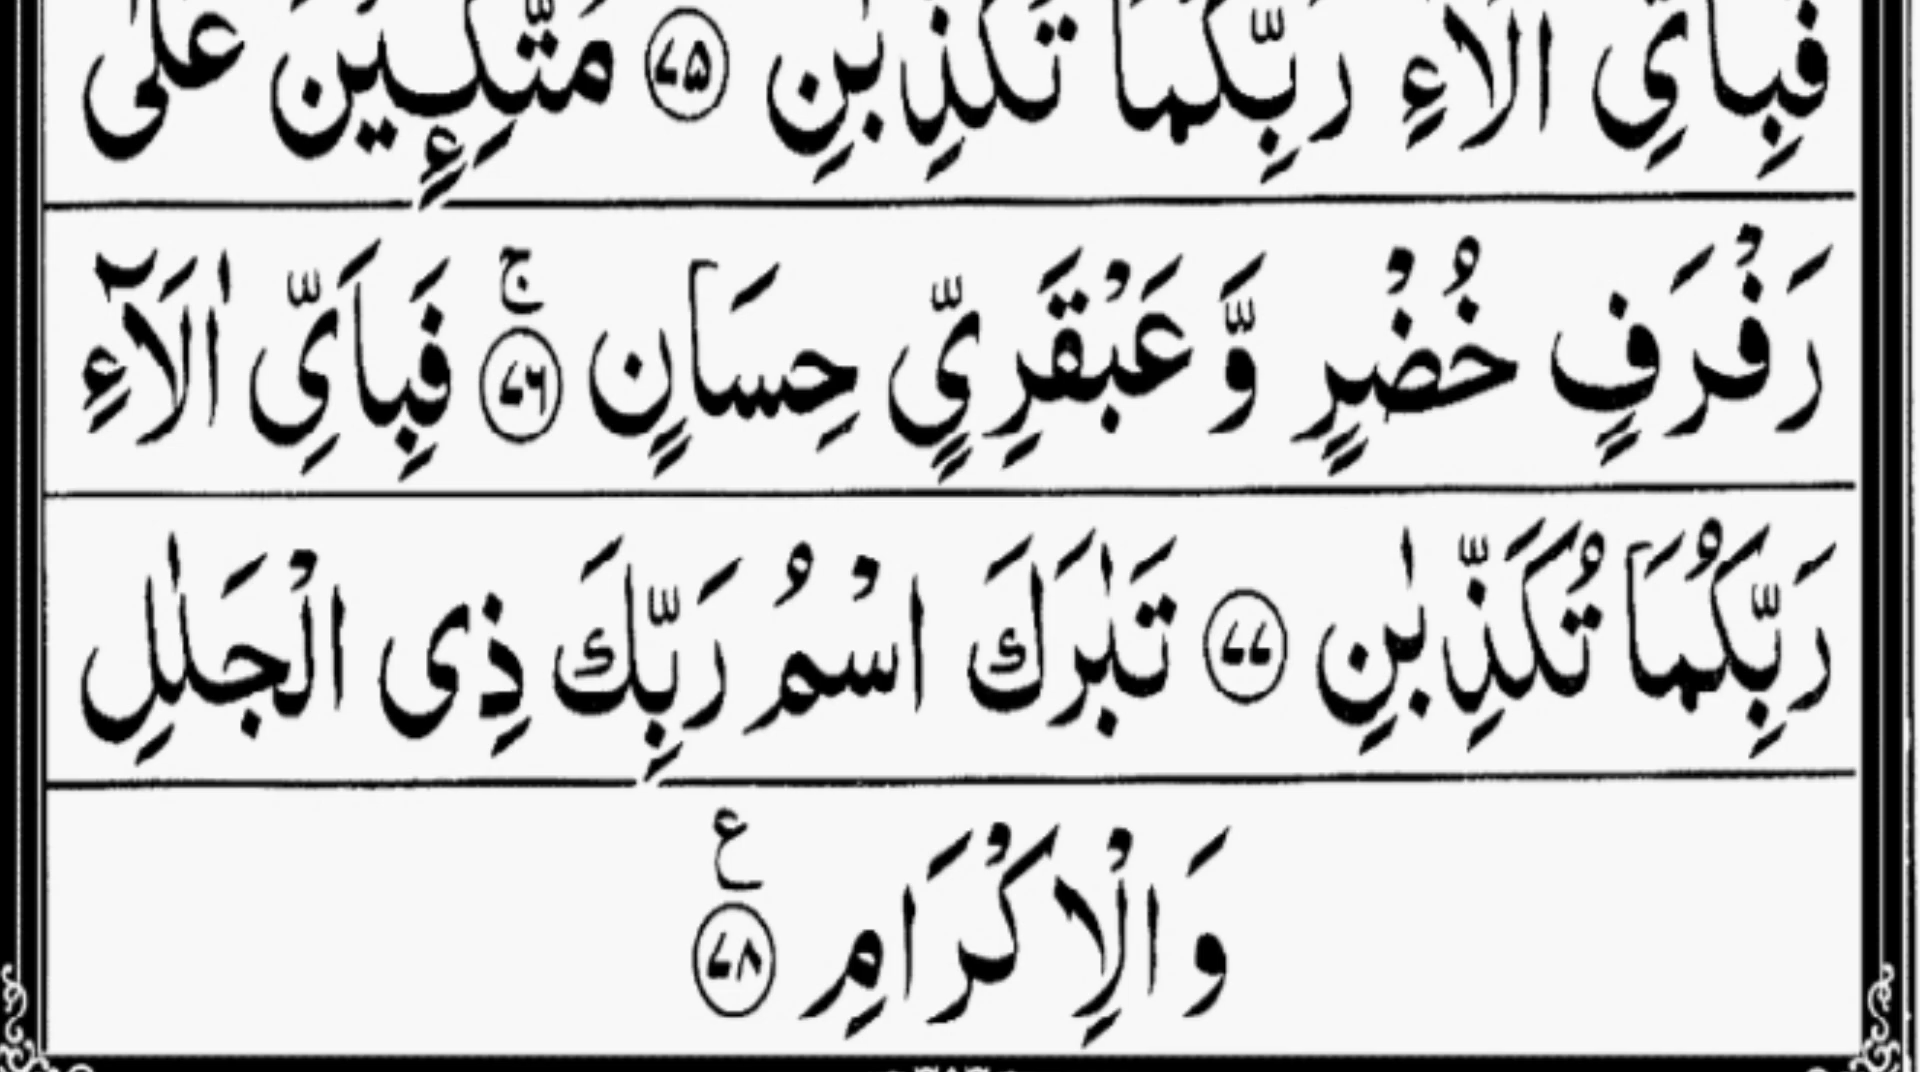 فَبِاَىِّ اٰلَآءِ رَبِّكُمَا تُكَذِّبٰنِ ﴿۷۵﴾ مُتَّكِـِٕيْنَ عَلٰى
رَفْرَفٍ خُضْرٍ وَّعَبْقَرِىٍّ حِسَانٍ ۚ﴿۷۶﴾ فَبِاَىِّ اٰلَآءِ
رَبِّكُمَا تُكَذِّبٰنِ ﴿۷۷﴾ تَبٰرَكَ اسْمُ رَبِّكَ ذِى الْجَلٰلِ
وَالْاِكْرَامِ ﴿۷۸﴾ ع